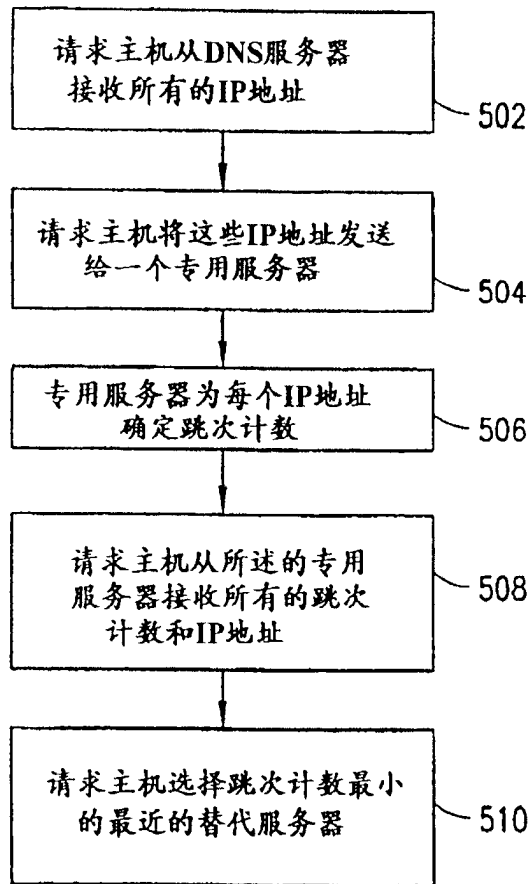 请求主机从DNS服务器
接收所有的IP地址
502
请求主机将这些IP地址发送
给一个专用服务器
504
专用服务器为每个IP地址
确定跳次计数
506
请求主机从所述的专用
服务器接收所有的跳次
计数和IP地址
508
请求主机选择跳次计数最小
的最近的替代服务器
510